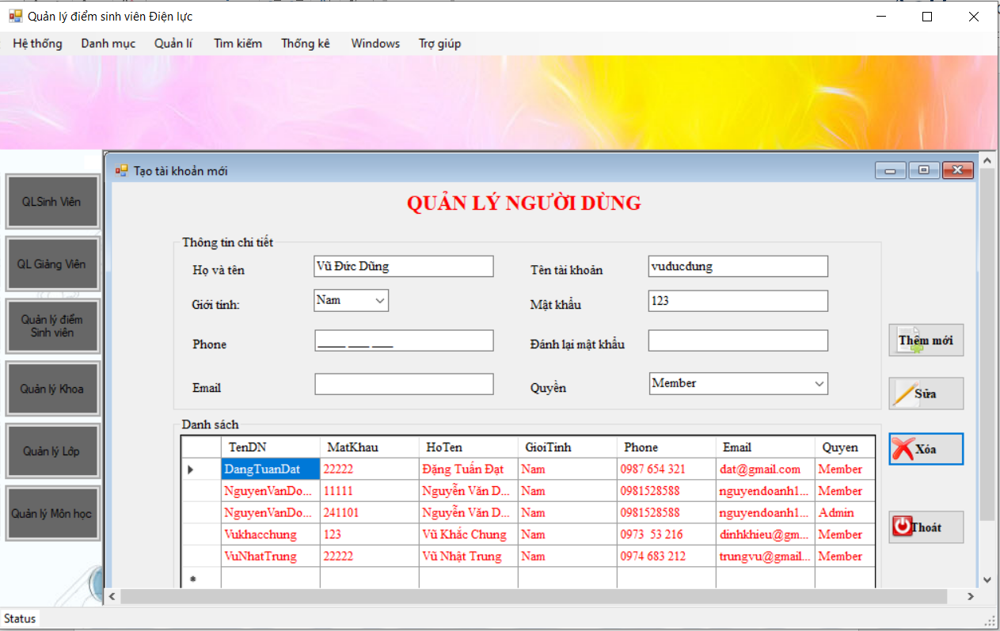 Quản lý điểm sinh viên Điện lực
Hệ thống Danh mục Quản lí Tìm kiếm Thống kê Windows Trợ giúp
QLSinh Viên
QL Giảng Viên
Quản lý điểm
Sinh viên
Quản lý Khoa
Quản lý Lớp
Quản lý Môn học
Tạo tài khoản mới
QUẢN LÝ NGƯỜI DÙNG
Thông tin chi tiết
Họ và tên Vũ Đức Dũng Tên tài khoản vuducdung
Giới tính: Nam Mật khẩu 123
Phone ____ ___ ___ Đánh lại mật khẩu
Email Quyền Member
Thêm mới
Sửa
Xóa
Thoát
Danh sách
TenDN MatKhau HoTen GioiTinh Phone Email Quyen
DangTuanDat 22222 Đặng Tuấn Đạt Nam 0987 654 321 dat@gmail.com Member
NguyenVanDo... 11111 Nguyễn Văn D... Nam 0981528588 nguyendoanh1... Member
NguyenVanDo... 241101 Nguyễn Văn D... Nam 0981528588 nguyendoanh1... Admin
Vukhacchung 123 Vũ Khắc Chung Nam 0973  53 216 dinhkhieu@gm... Member
VuNhatTrung 22222 Vũ Nhật Trung Nam 0974 683 212 trungvu@gmail... Member
Status